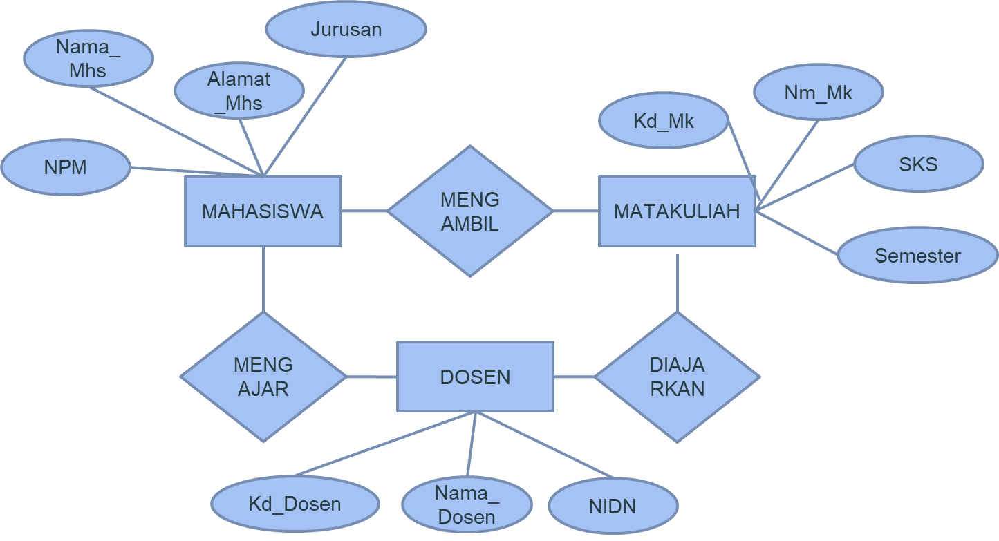 Jurusan
Nama_
Mhs
Alamat
_Mhs
NPM
Nm_Mk
Kd_Mk
SKS
Semester
MAHASISWA
MENG
AMBIL
MATAKULIAH
MENG
AJAR
DOSEN
DIAJA
RKAN
Kd_Dosen
Nama_
Dosen
NIDN